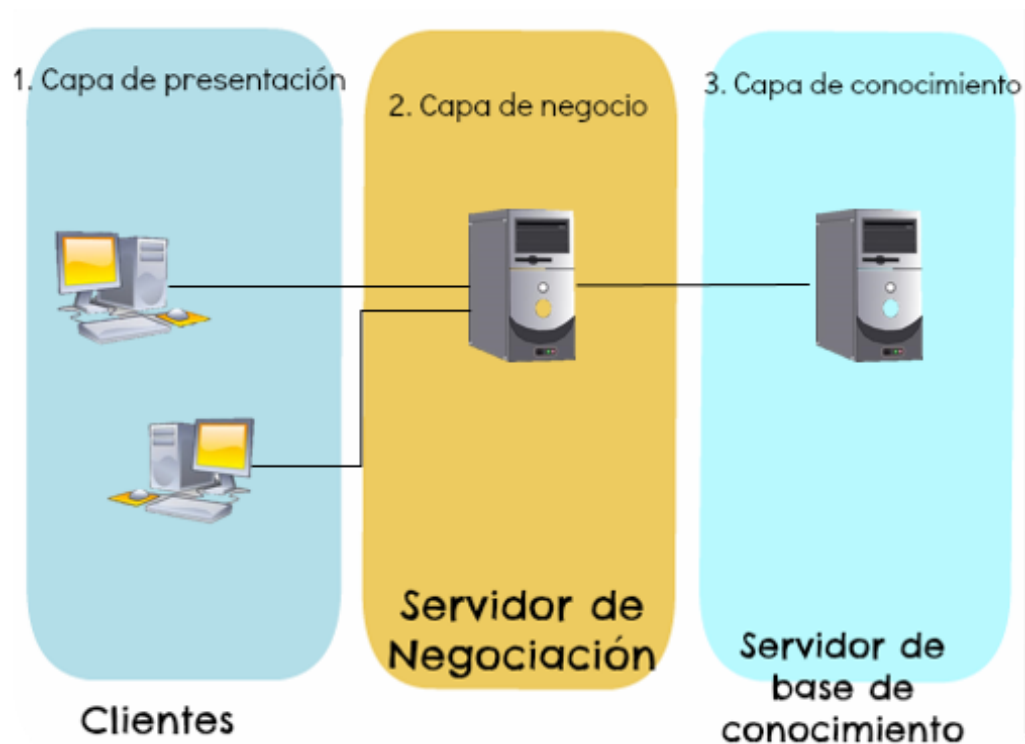 1. Capa de presentación
2. Capa de negocio
3. Capa de conocimiento
Clientes
Servidor de
Negociación
Servidor de
base de
conocimiento